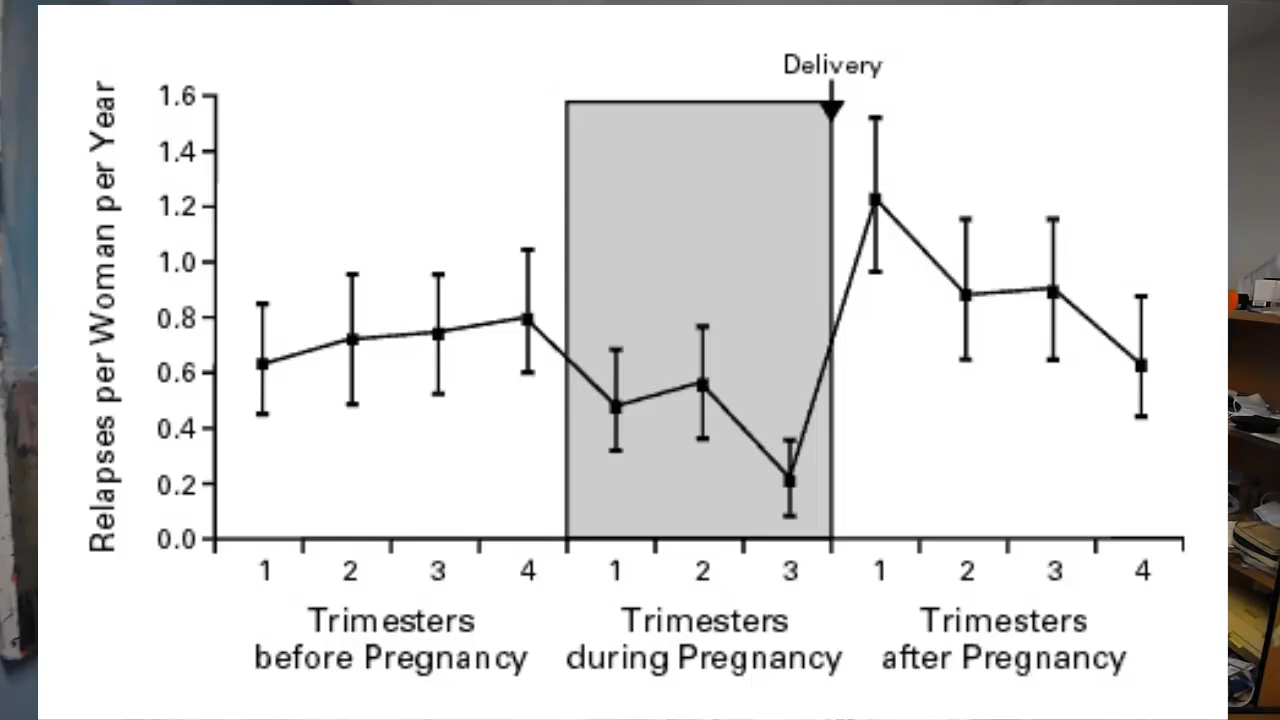 Delivery
Relapses per Woman per Year
1.6
1.4
1.2
1.0
0.8
0.6
0.4
0.2
0.0
1 2 3 4 1 2 3 1 2 3 4
Trimesters
before Pregnancy
Trimesters
during Pregnancy
Trimesters
after Pregnancy